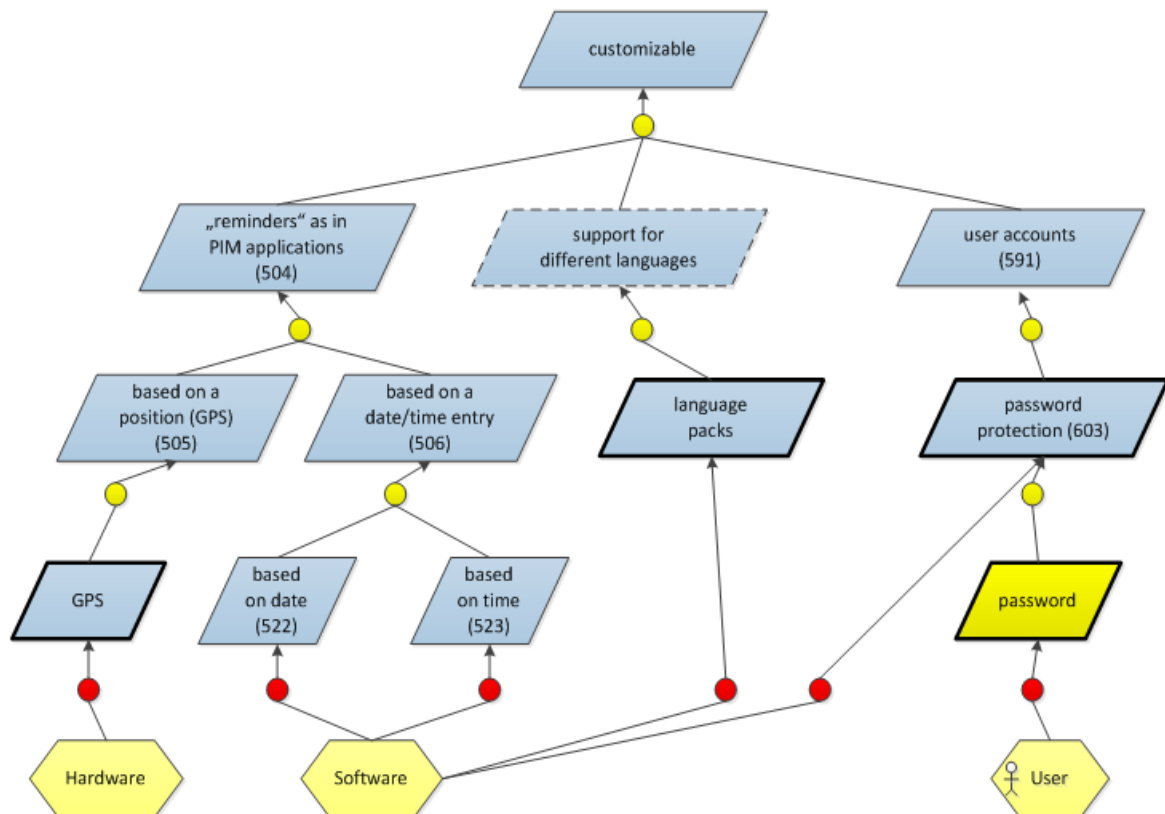 customizable
„reminders“ as in
PIM applications
(504)
support for
different languages
user accounts
(591)
based on a
position (GPS)
(505)
based on a
date/time entry
(506)
language
packs
password
protection (603)
GPS
based
on date
(522)
based
on time
(523)
password
Hardware
Software
User